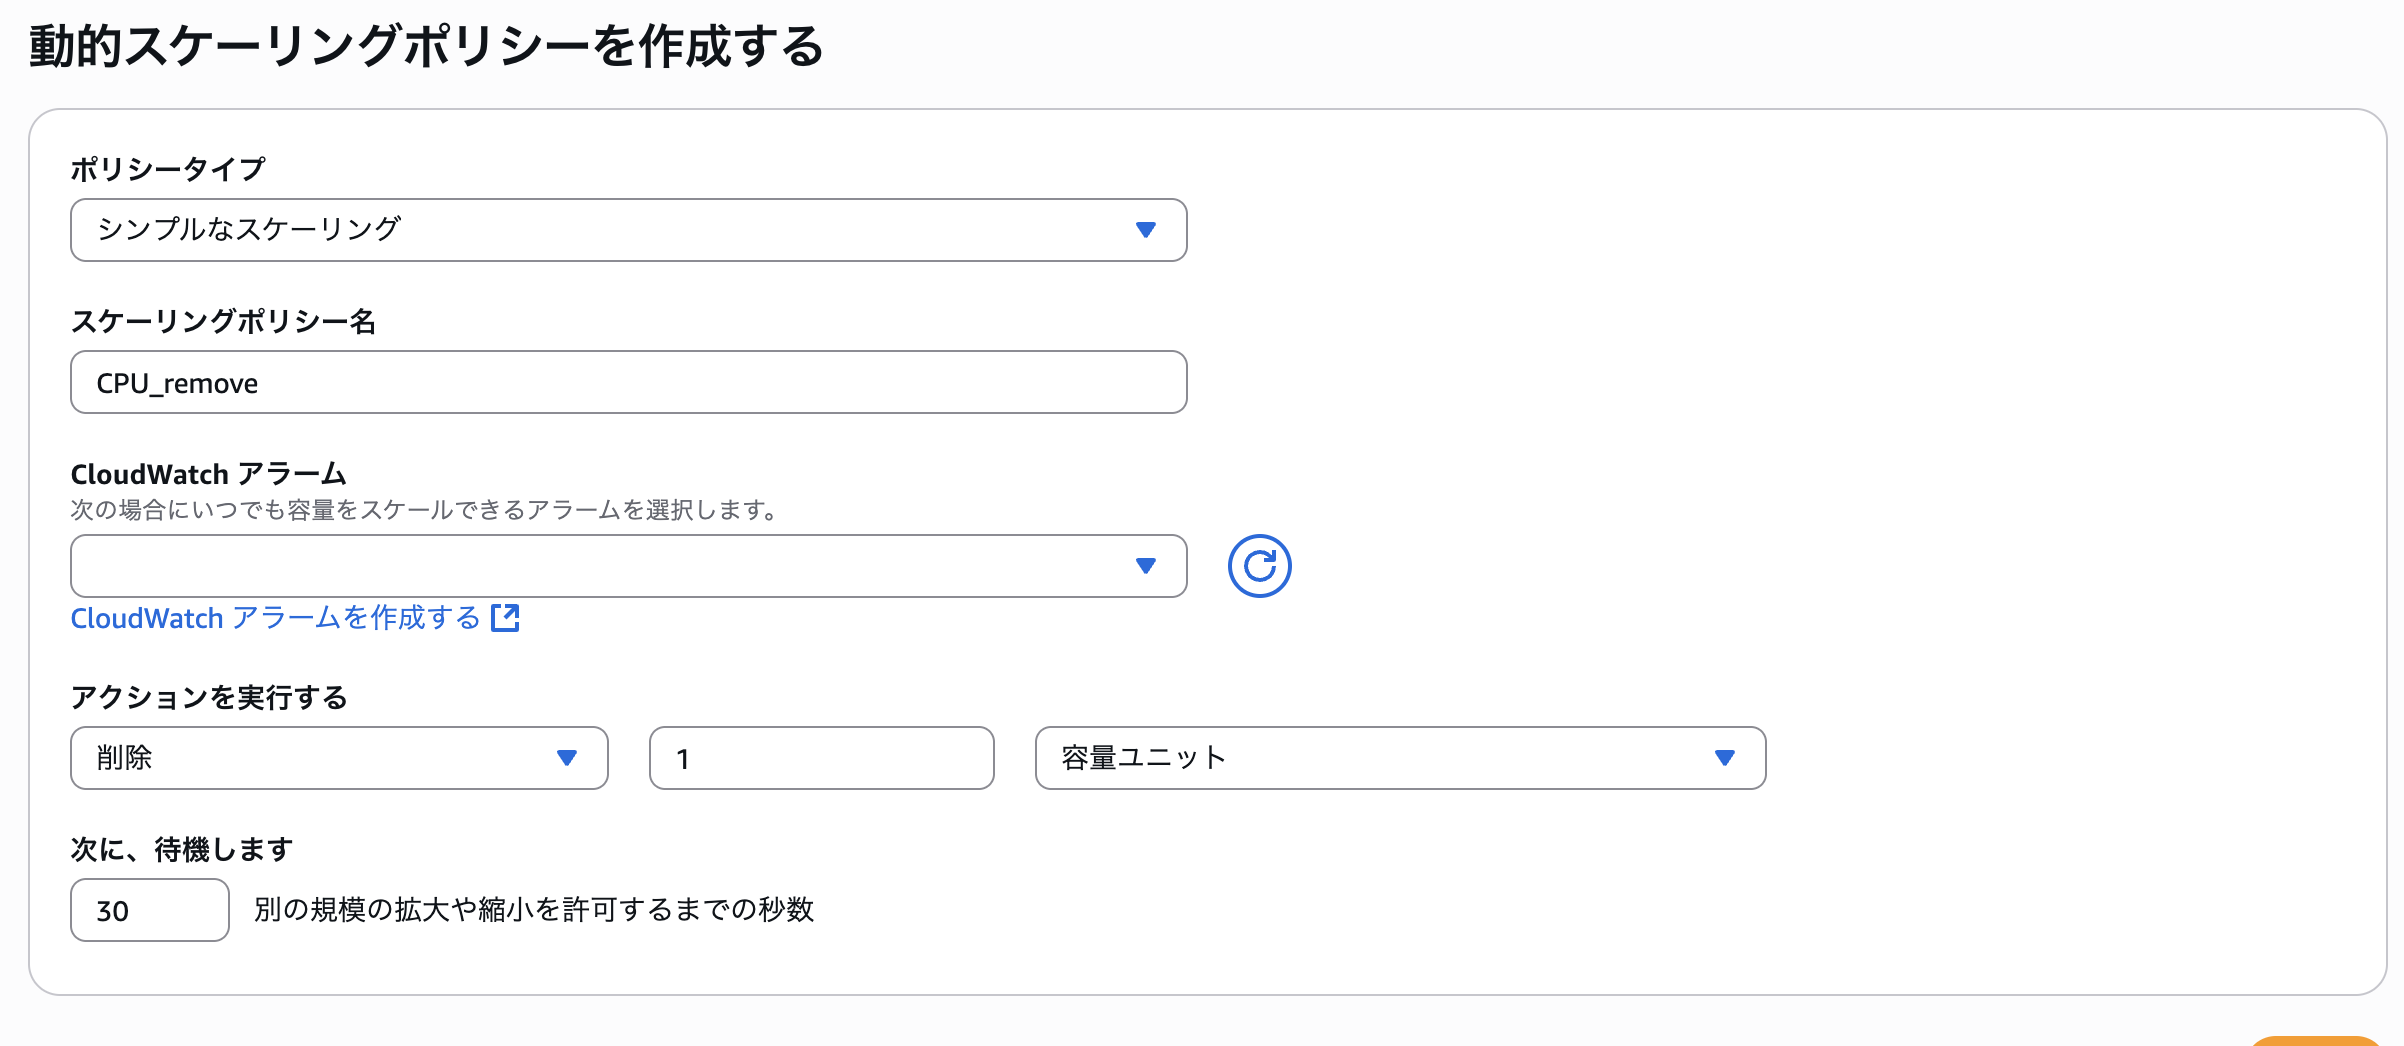 動的スケーリングポリシーを作成する
ポリシータイプ
シンプルなスケーリング
スケーリングポリシー名
CPU_remove
CloudWatch アラーム
次の場合にいつでも容量をスケールできるアラームを選択します。
CloudWatch アラームを作成する
アクションを実行する
削除 1 容量ユニット
次に、待機します
30 別の規模の拡大や縮小を許可するまでの秒数